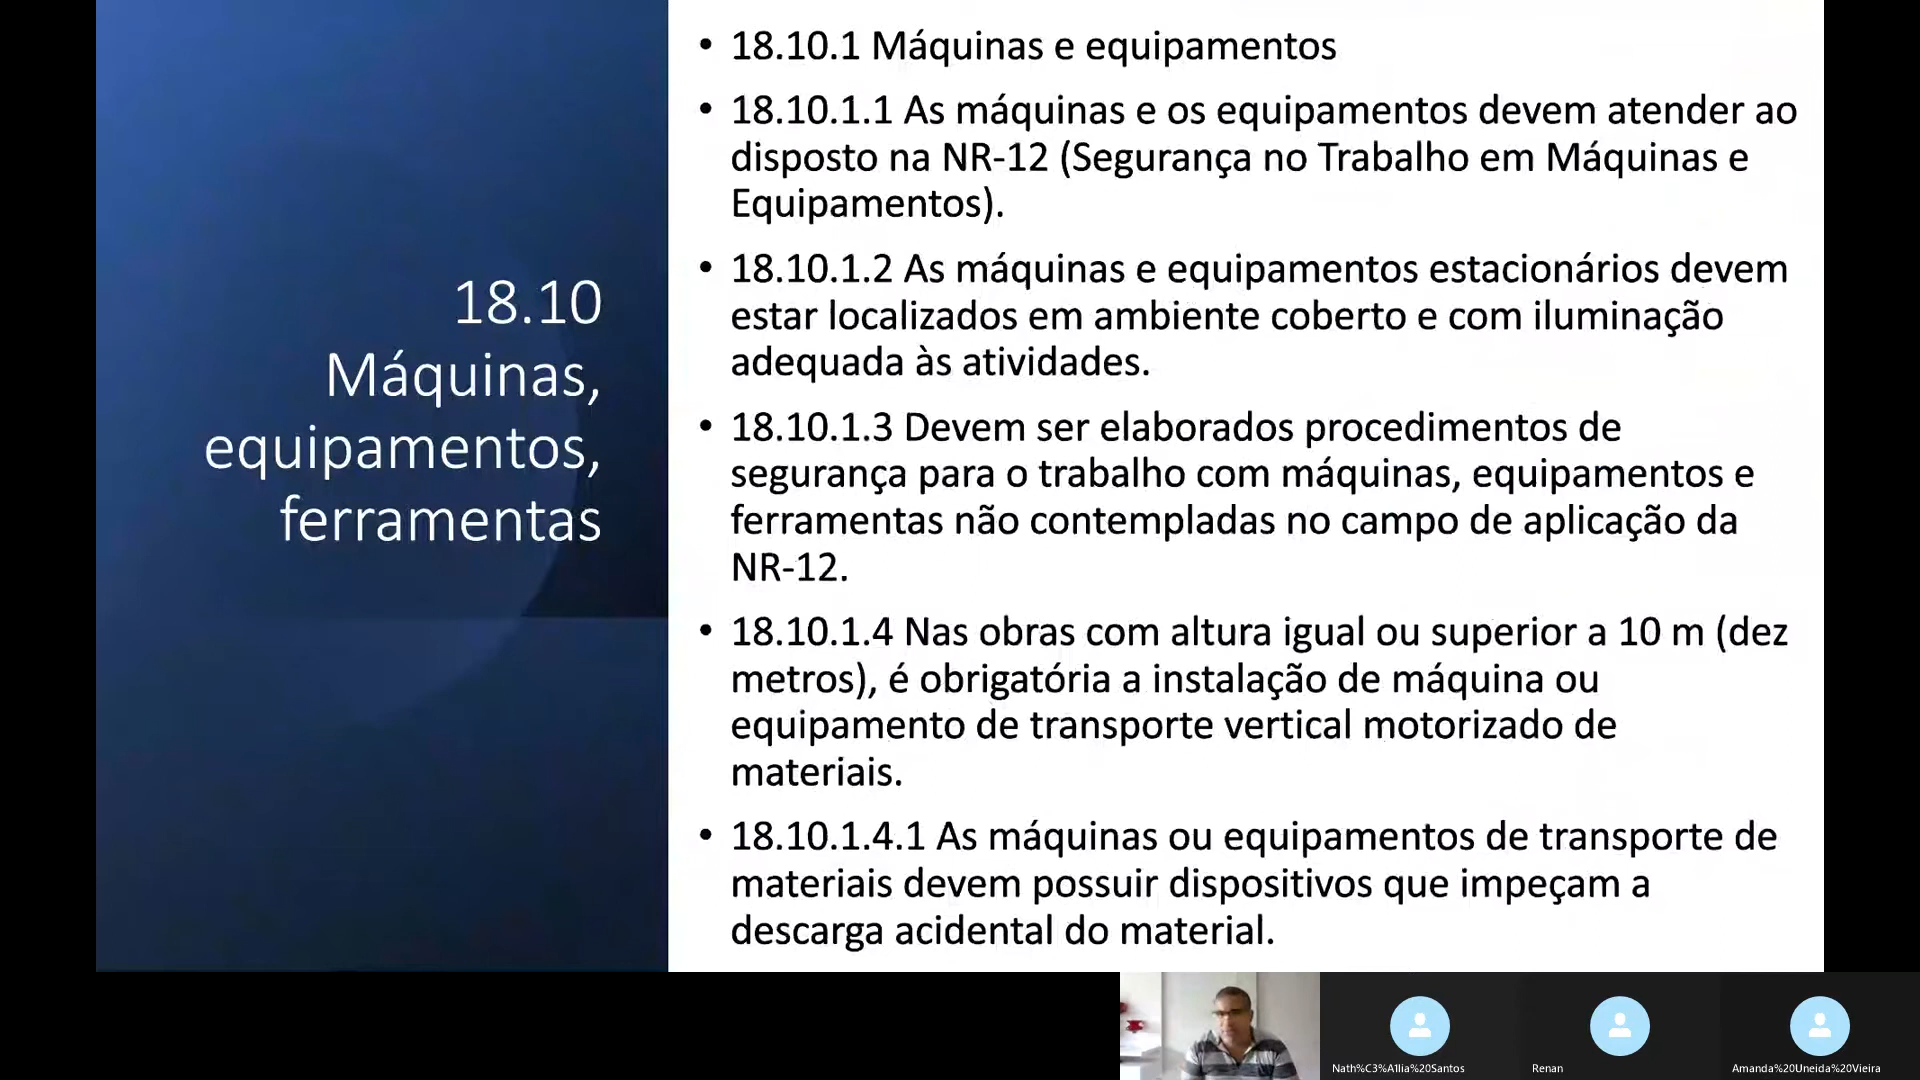 18.10
Máquinas,
equipamentos,
ferramentas
• 18.10.1 Máquinas e equipamentos
• 18.10.1.1 As máquinas e os equipamentos devem atender ao
disposto na NR-12 (Segurança no Trabalho em Máquinas e
Equipamentos).
• 18.10.1.2 As máquinas e equipamentos estacionários devem
estar localizados em ambiente coberto e com iluminação
adequada às atividades.
• 18.10.1.3 Devem ser elaborados procedimentos de
segurança para o trabalho com máquinas, equipamentos e
ferramentas não contempladas no campo de aplicação da
NR-12.
• 18.10.1.4 Nas obras com altura igual ou superior a 10 m (dez
metros), é obrigatória a instalação de máquina ou
equipamento de transporte vertical motorizado de
materiais.
• 18.10.1.4.1 As máquinas ou equipamentos de transporte de
materiais devem possuir dispositivos que impeçam a
descarga acidental do material.
Nath%C3%A1lia%20Santos
Renan
Amanda%20Uneida%20Vieira